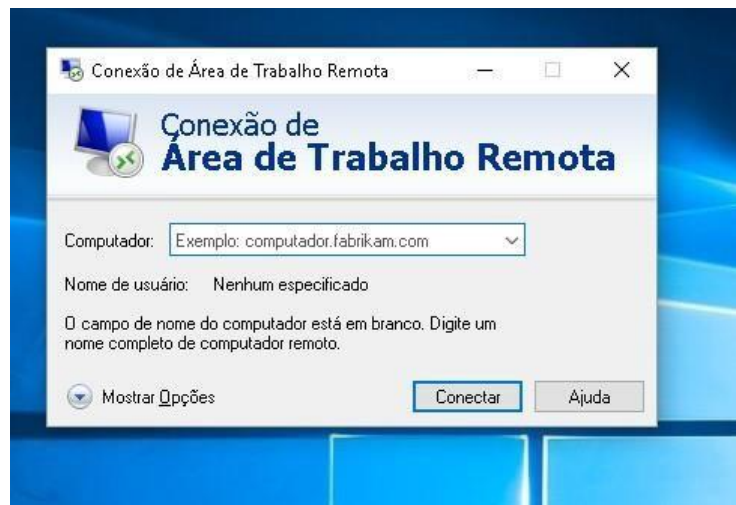 Conexão de Área de Trabalho Remota
Conexão de
Área de Trabalho Remota
Computador: Exemplo: computador.fabrikam.com
Nome de usuário: Nenhum especificado
O campo de nome do computador está em branco. Digite um
nome completo de computador remoto.
Mostrar Opções Conectar Ajuda